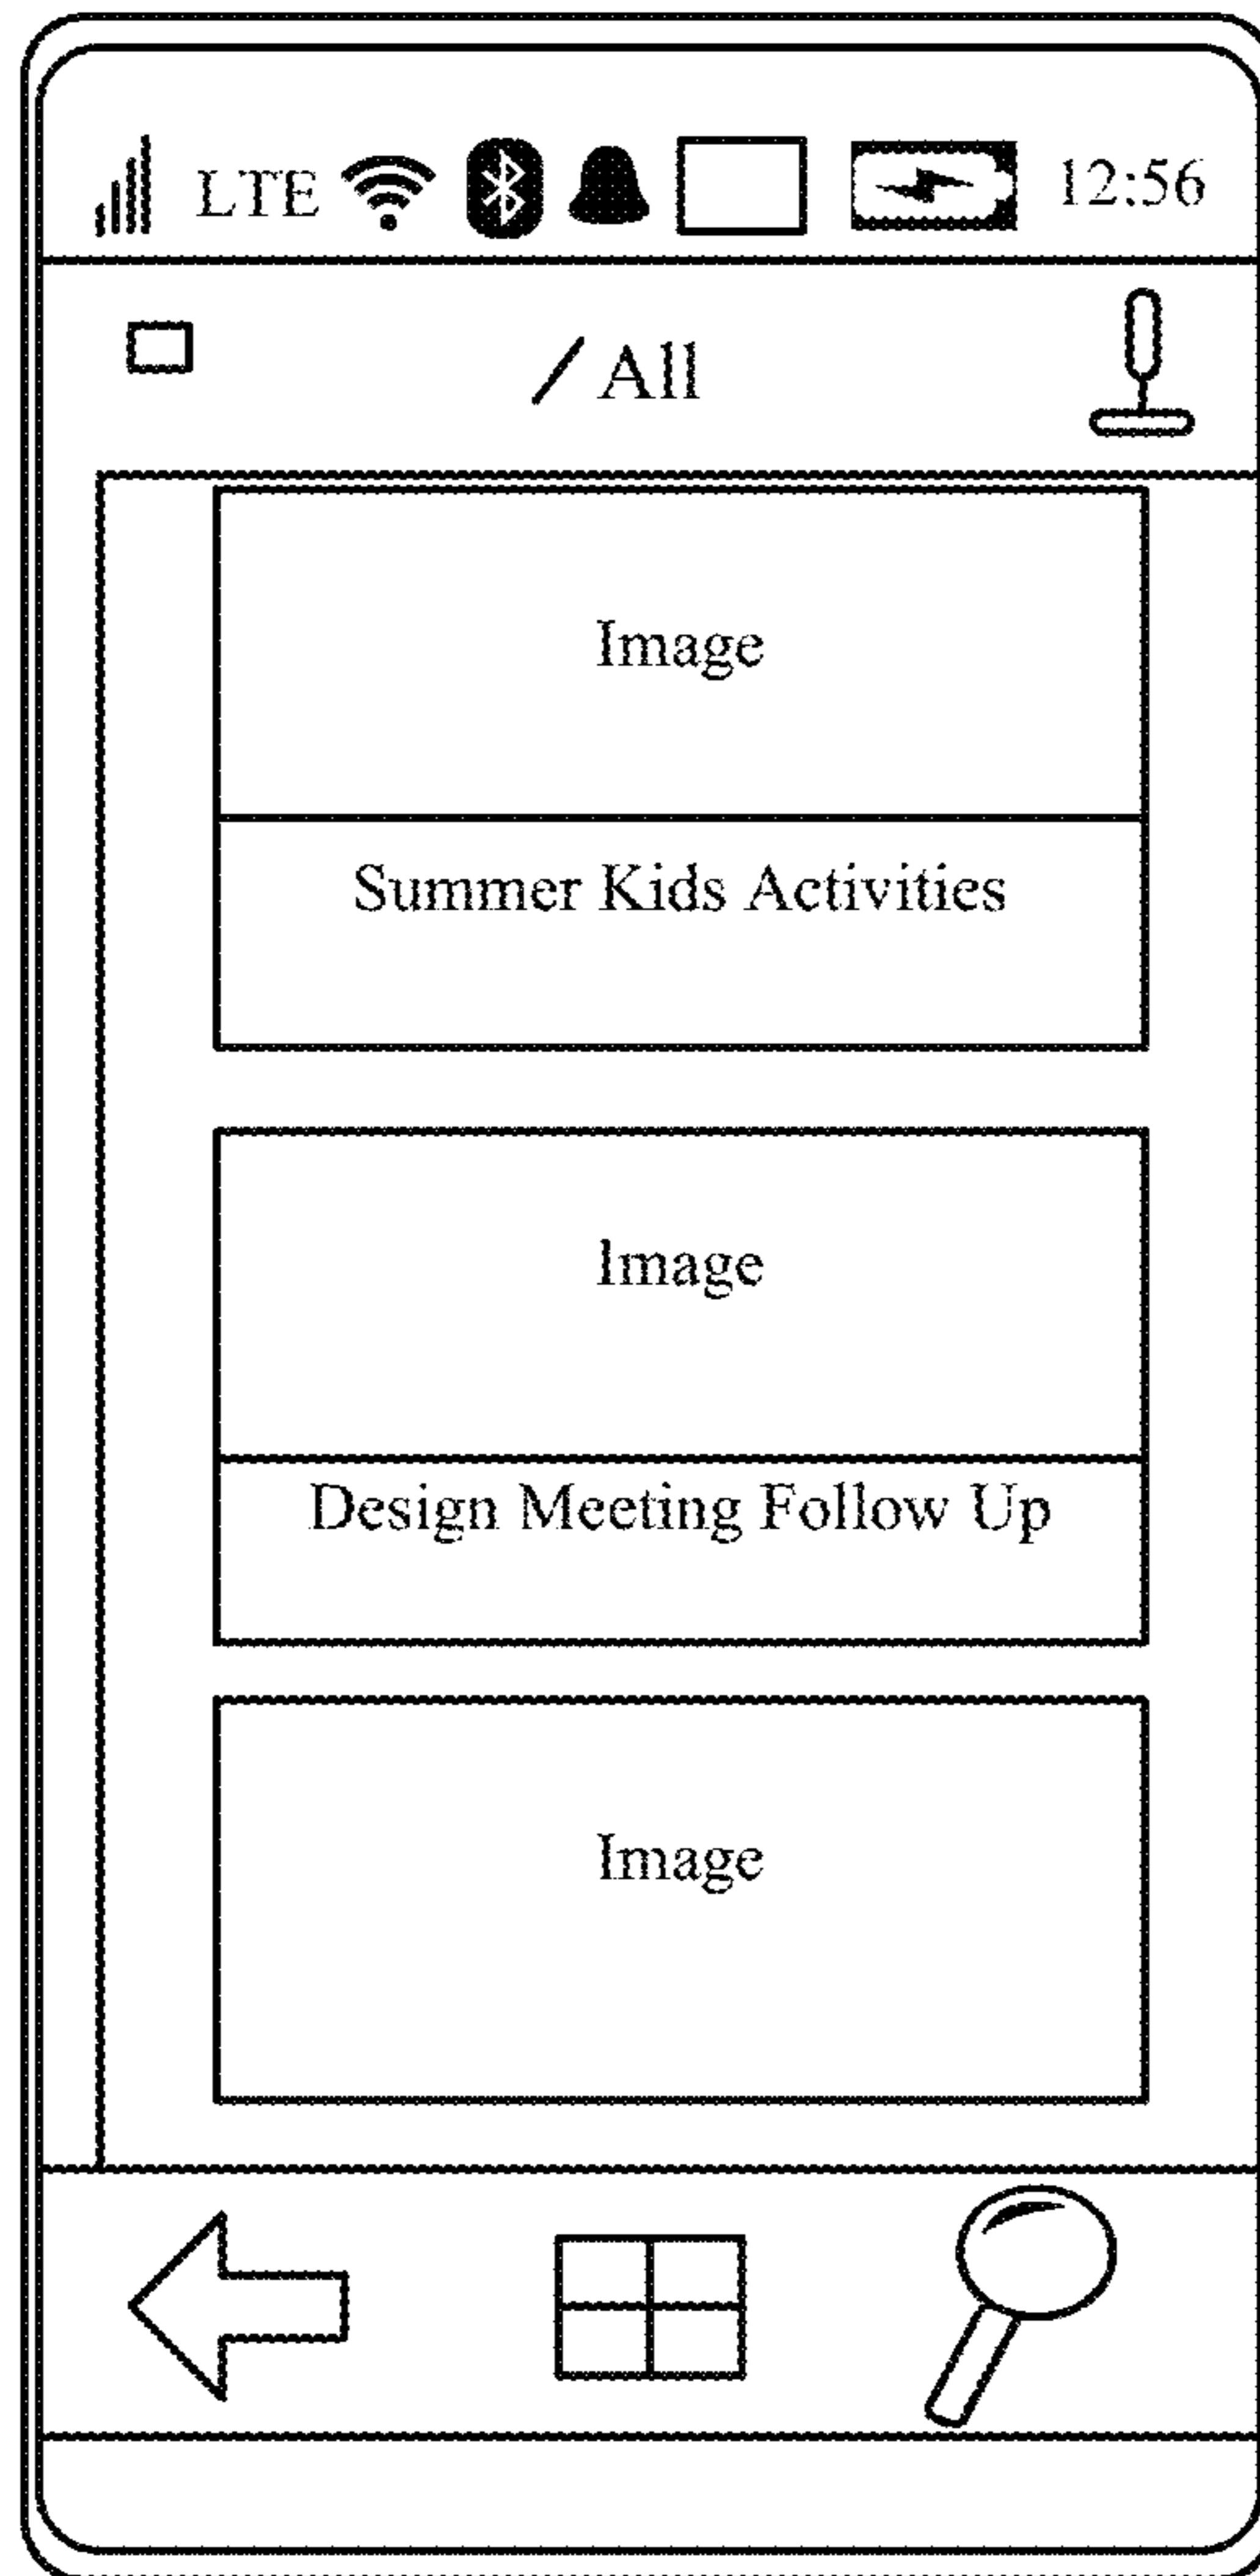 LTE 12:56
/ All
Image
Summer Kids Activities
Image
Design Meeting Follow Up
Image